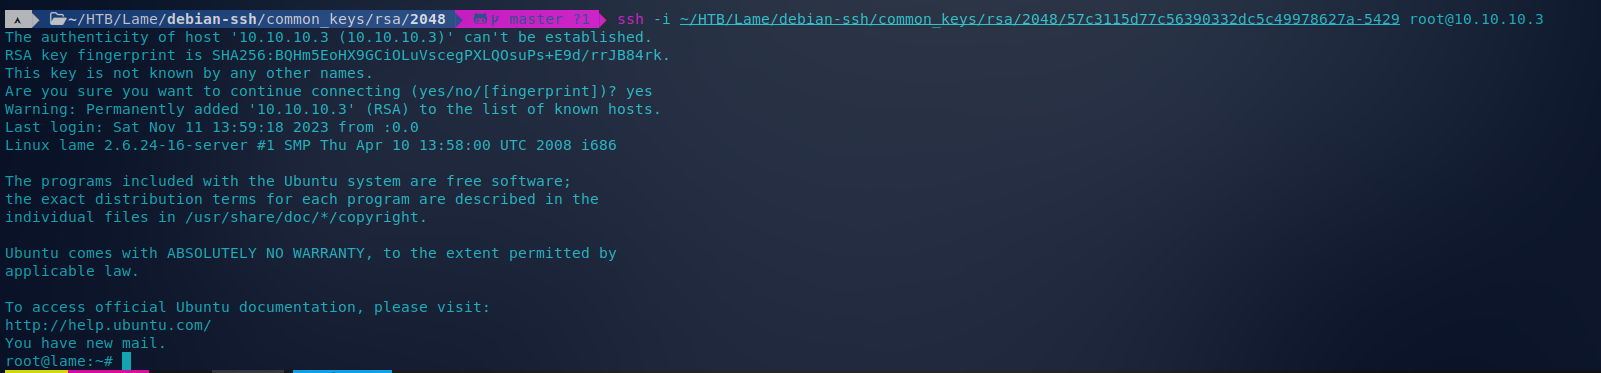 ~/HTB/Lame/debian-ssh/common_keys/rsa/2048 master ?1 ssh -i ~/HTB/Lame/debian-ssh/common_keys/rsa/2048/57c3115d77c56390332dc5c49978627a-5429 root@10.10.10.3
The authenticity of host '10.10.10.3 (10.10.10.3)' can't be established.
RSA key fingerprint is SHA256:BQHm5EoHX9GCiOLuVscegPXLQOsuPs+E9d/rrJB84rk.
This key is not known by any other names.
Are you sure you want to continue connecting (yes/no/[fingerprint])? yes
Warning: Permanently added '10.10.10.3' (RSA) to the list of known hosts.
Last login: Sat Nov 11 13:59:18 2023 from :0.0
Linux lame 2.6.24-16-server #1 SMP Thu Apr 10 13:58:00 UTC 2008 i686
The programs included with the Ubuntu system are free software;
the exact distribution terms for each program are described in the
individual files in /usr/share/doc/*/copyright.
Ubuntu comes with ABSOLUTELY NO WARRANTY, to the extent permitted by
applicable law.
To access official Ubuntu documentation, please visit:
http://help.ubuntu.com/
You have new mail.
root@lame:~#